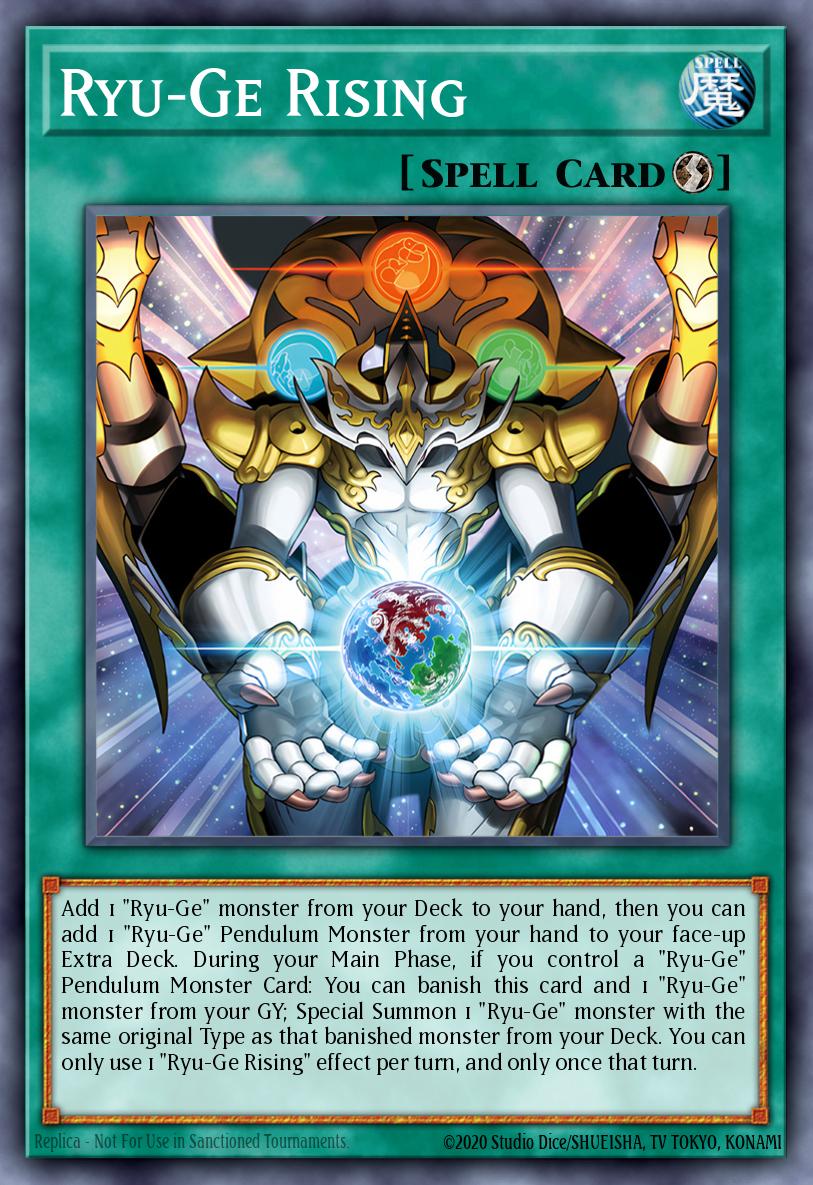 Ryu-Ge Rising
SPELL
魔
[Spell Card]
Add 1 "Ryu-Ge" monster from your Deck to your hand, then you can
add 1 "Ryu-Ge" Pendulum Monster from your hand to your face-up
Extra Deck. During your Main Phase, if you control a "Ryu-Ge"
Pendulum Monster Card: You can banish this card and 1 "Ryu-Ge"
monster from your GY; Special Summon 1 "Ryu-Ge" monster with the
same original Type as that banished monster from your Deck. You can
only use 1 "Ryu-Ge Rising" effect per turn, and only once that turn.
Replica - Not For Use in Sanctioned Tournaments.
©2020 Studio Dice/SHUEISHA, TV TOKYO, KONAMI